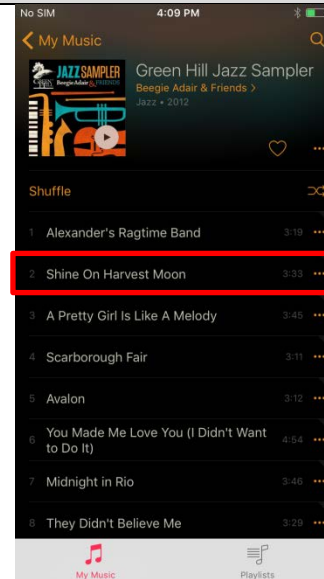 No SIM 4:09 PM
My Music
JAZZ SAMPLER
Beegie Adair & FRIENDS
Green Hill Jazz Sampler
Beegie Adair & Friends >
Jazz • 2012
Shuffle
1 Alexander's Ragtime Band 3:19
2 Shine On Harvest Moon 3:33
3 A Pretty Girl Is Like A Melody 3:45
4 Scarborough Fair 3:11
5 Avalon 3:12
6 You Made Me Love You (I Didn't Want
to Do It) 4:54
7 Midnight in Rio 3:46
8 They Didn't Believe Me 3:29
My Music Playlists